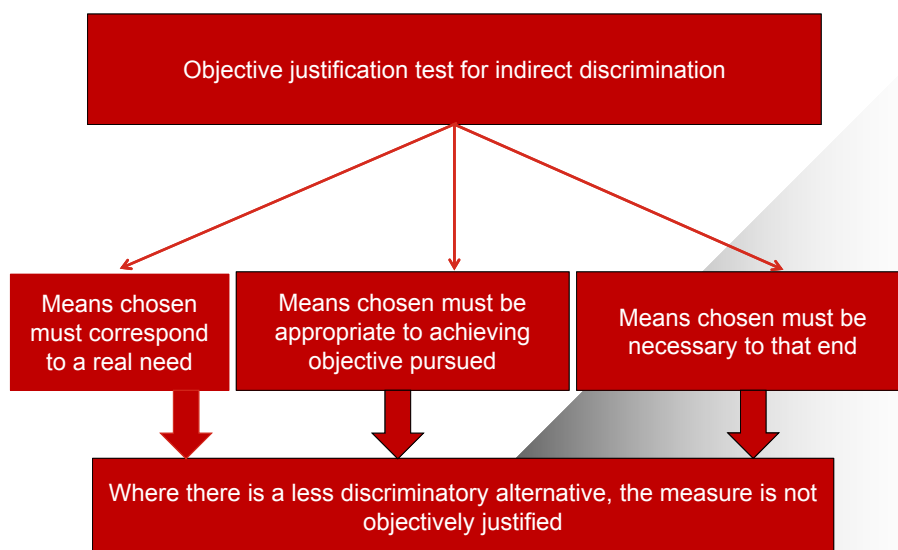 Objective justification test for indirect discrimination
Means chosen
must correspond
to a real need
Means chosen must be
appropriate to achieving
objective pursued
Means chosen must be
necessary to that end
Where there is a less discriminatory alternative, the measure is not
objectively justified